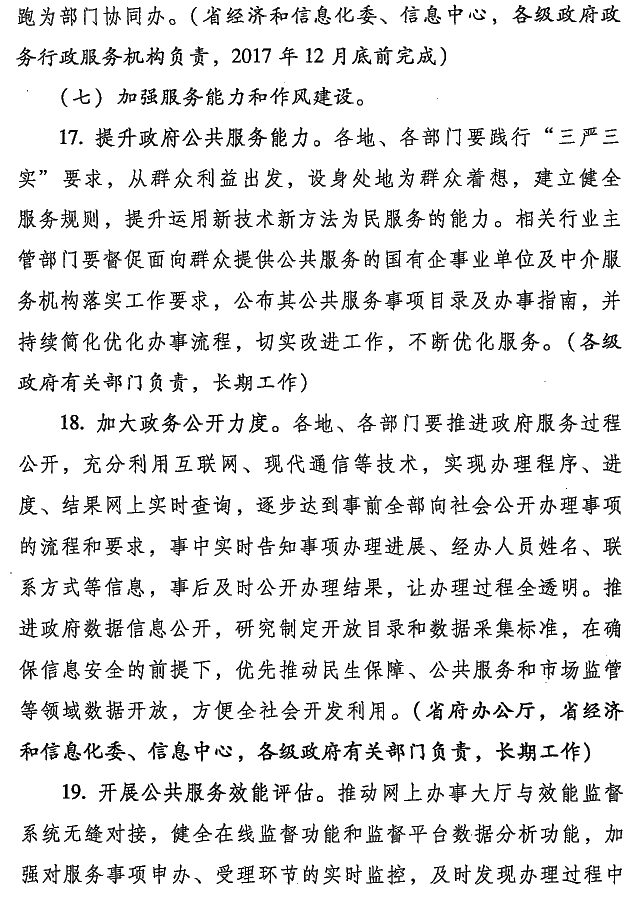 跑为部门协同办。（省经济和信息化委、信息中心，各级政府政
务行政服务机构负责，2017 年 12 月底前完成）
（七）加强服务能力和作风建设。
17. 提升政府公共服务能力。各地、各部门要践行“三严三
实”要求，从群众利益出发，设身处地为群众着想，建立健全
服务规则，提升运用新技术新方法为民服务的能力。相关行业主
管部门要督促面向群众提供公共服务的国有企事业单位及中介服
务机构落实工作要求，公布其公共服务事项目录及办事指南，并
持续简化优化办事流程，切实改进工作，不断优化服务。（各级
政府有关部门负责，长期工作）
18. 加大政务公开力度。各地、各部门要推进政府服务过程
公开，充分利用互联网、现代通信等技术，实现办理程序、进
度、结果网上实时查询，逐步达到事前全部向社会公开办理事项
的流程和要求，事中实时告知事项办理进展、经办人员姓名、联
系方式等信息，事后及时公开办理结果，让办理过程全透明。推
进政府数据信息公开，研究制定开放目录和数据采集标准，在确
保信息安全的前提下，优先推动民生保障、公共服务和市场监管
等领域数据开放，方便全社会开发利用。（省府办公厅，省经济
和信息化委、信息中心，各级政府有关部门负责，长期工作）
19. 开展公共服务效能评估。推动网上办事大厅与效能监督
系统无缝对接，健全在线监督功能和监督平台数据分析功能，加
强对服务事项申办、受理环节的实时监控，及时发现办理过程中